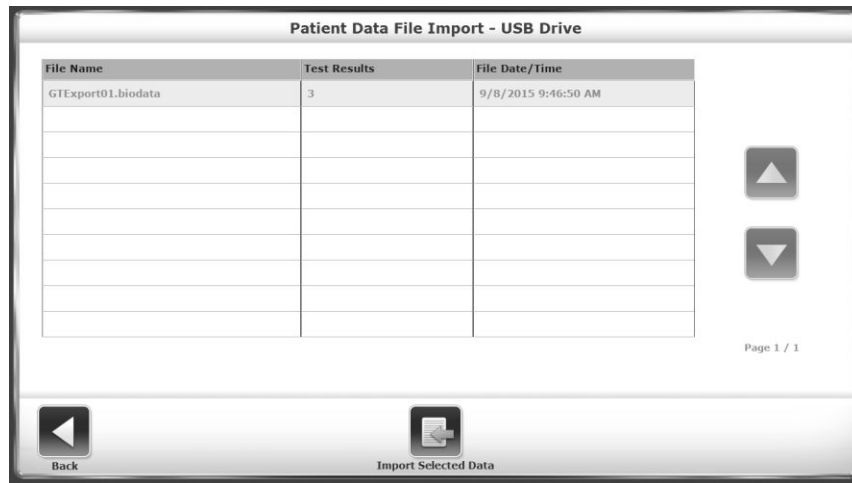 Patient Data File Import - USB Drive
File Name Test Results File Date/Time
GTExport01.biodata 3 9/8/2015 9:46:50 AM
Page 1 / 1
Back Import Selected Data